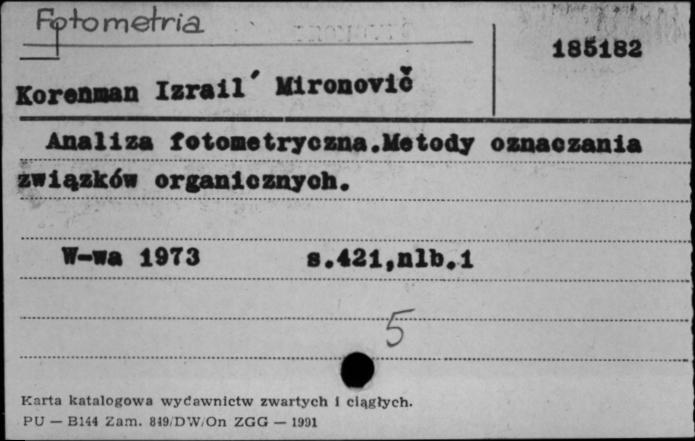 Fotometria
185182
Korenman Izrail´ Mironovič
Analiza fotometryczna.Metody oznaczania
związków organicznych.
W-wa 1973 s.421,nlb.1
5
Karta katalogowa wydawnictw zwartych i ciągłych.
PU — B144 Zam. 849/DW/On ZGG — 1991